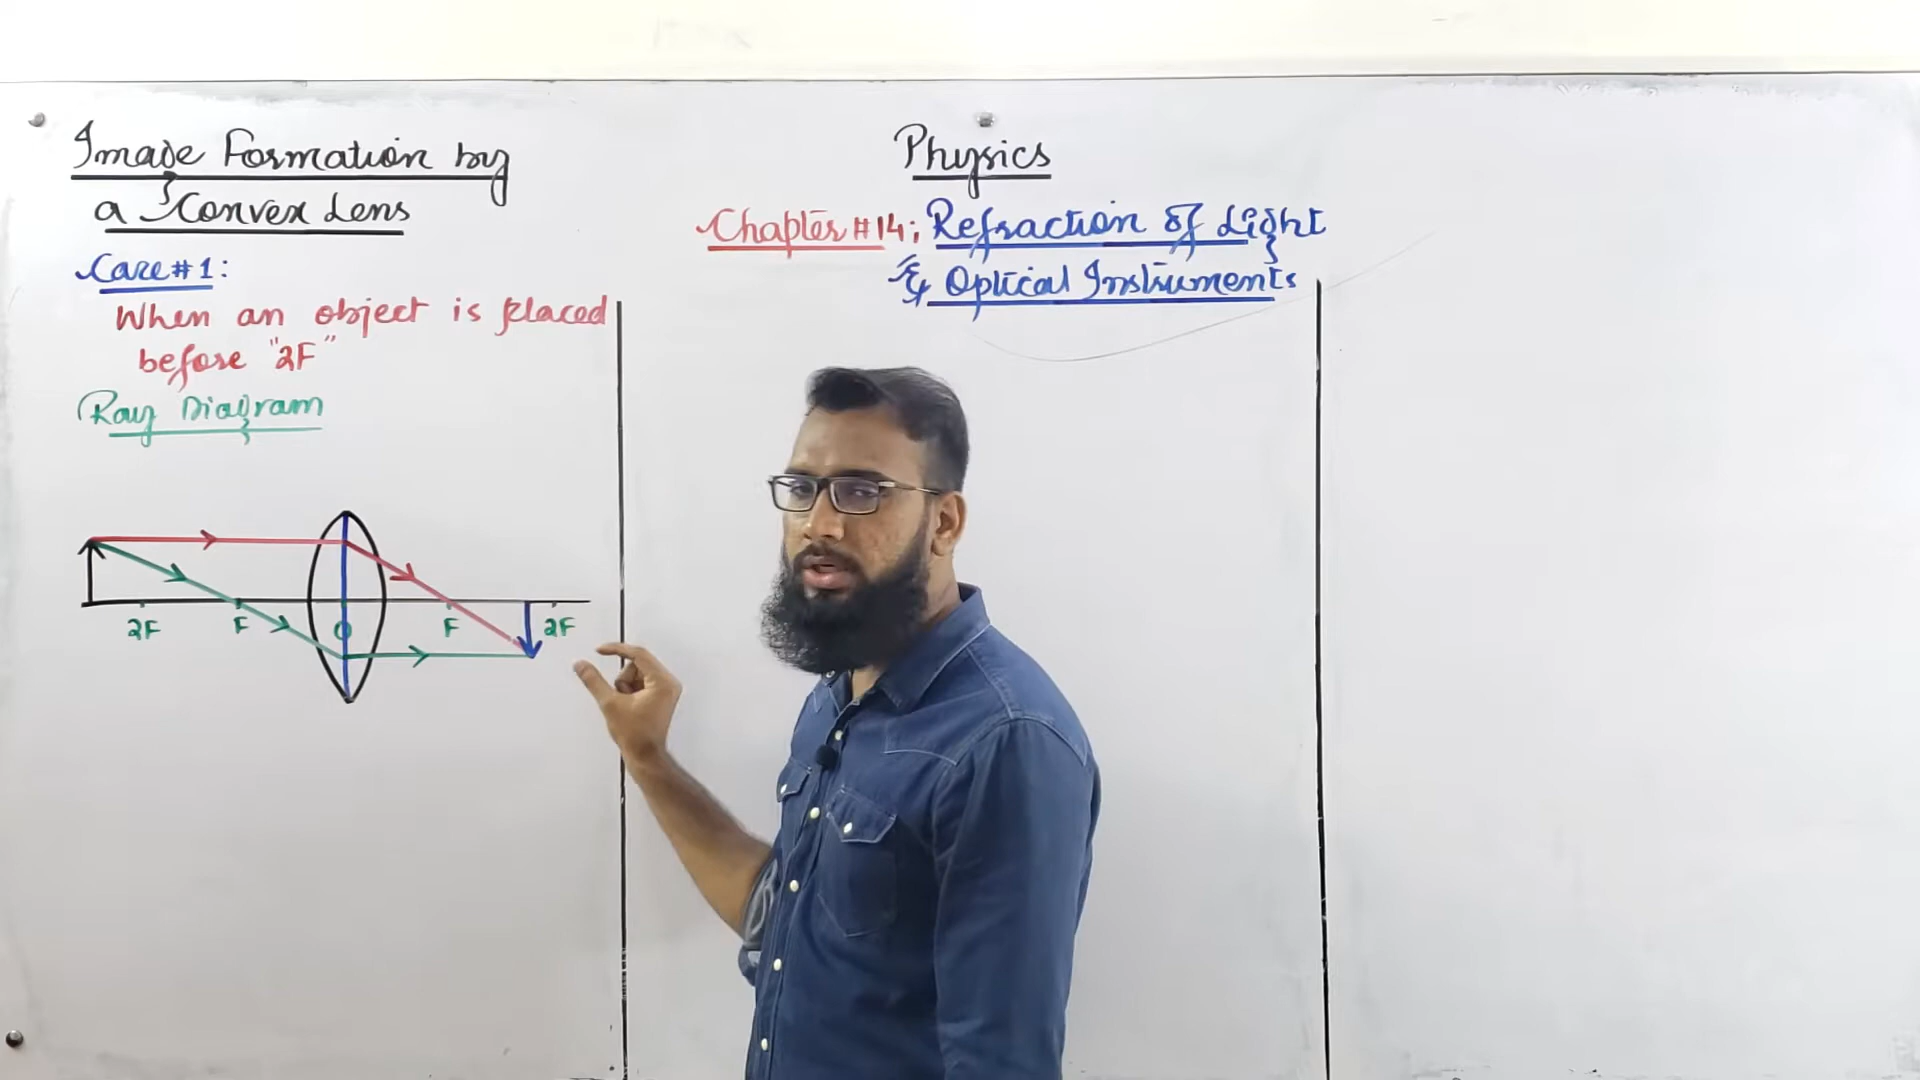 Image Formation by
a Convex Lens
Case#1:
When an object is placed
before "2F"
Ray Diagram
2F F O F 2F
Physics
Chapter#14: Refraction of Light
& Optical Instruments